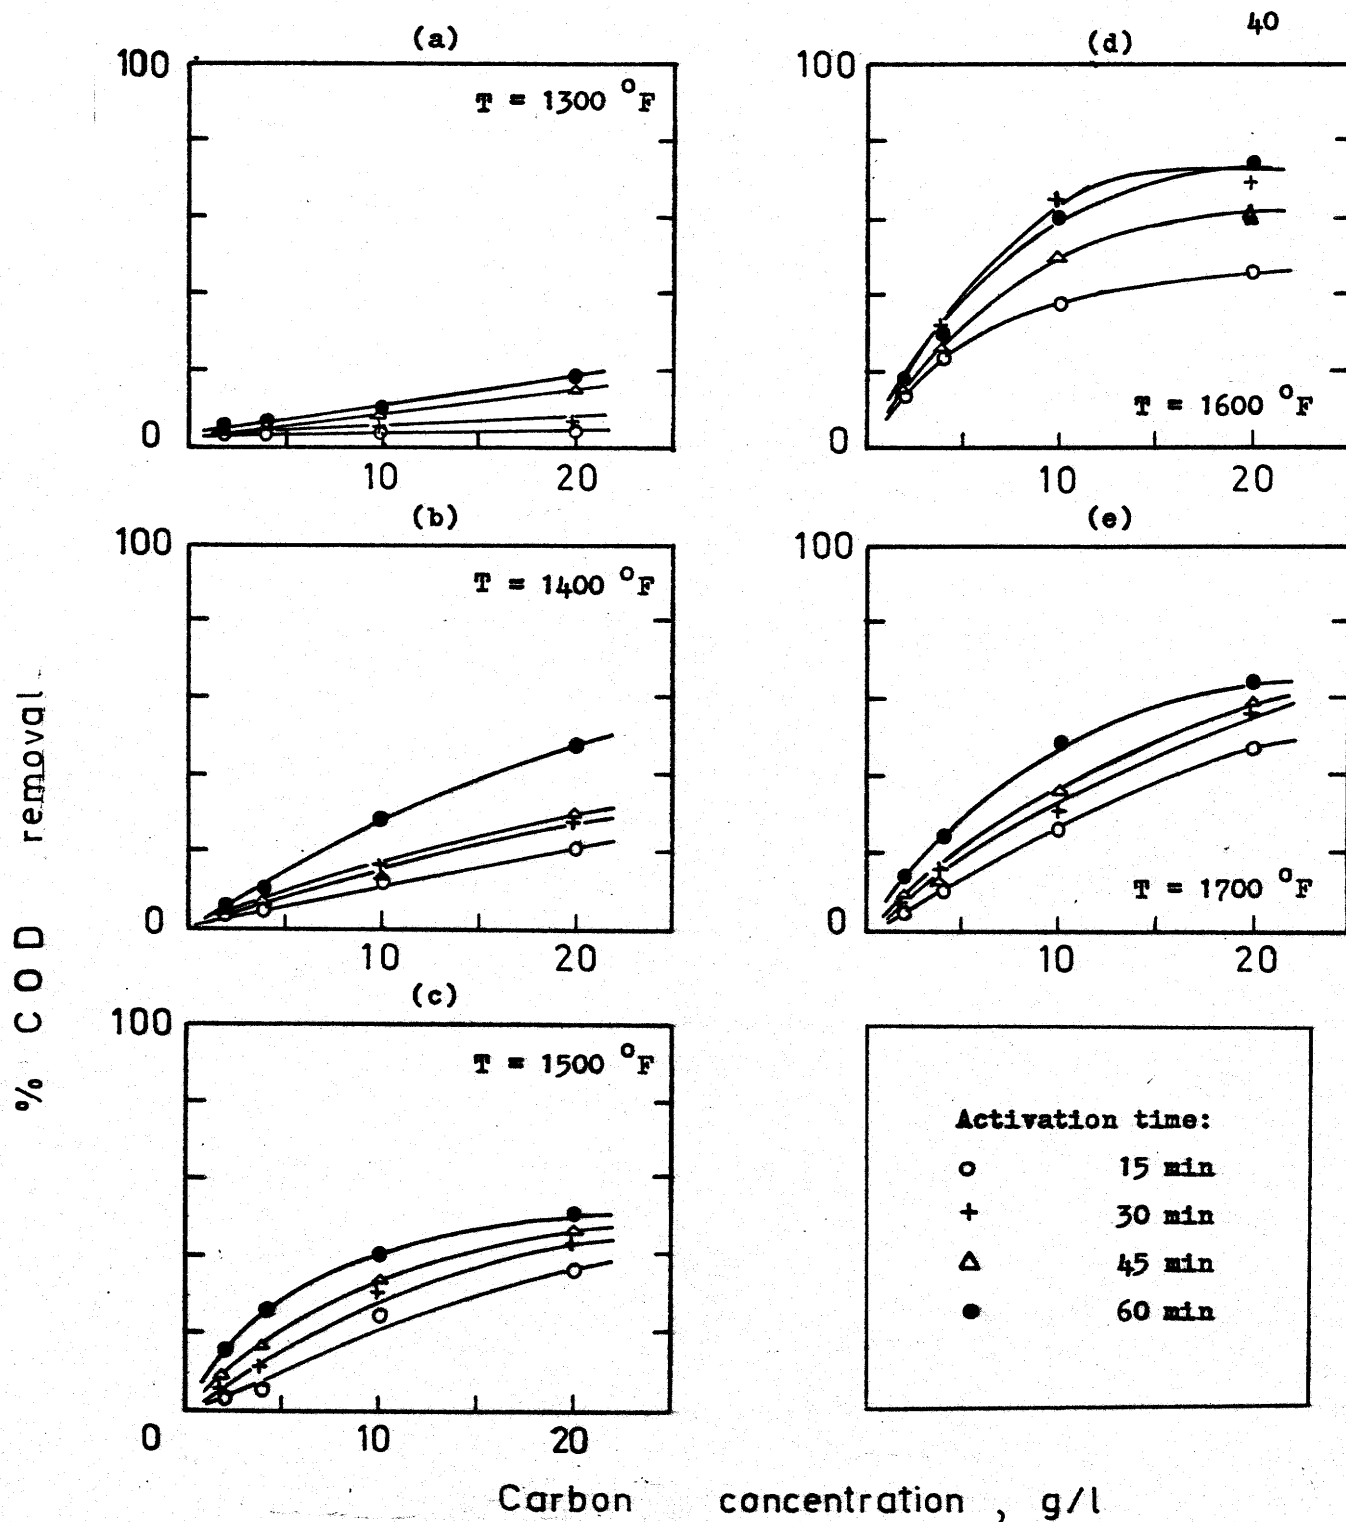 40
(a)
100
T = 1300 °F
0
10 20
(b)
100
T = 1400 °F
0
10 20
(c)
100
T = 1500 °F
0
10 20
(d)
100
T = 1600 °F
0
10 20
(e)
100
T = 1700 °F
0
10 20
Activation time:
15 min
30 min
45 min
60 min
% COD removal
Carbon concentration , g/l